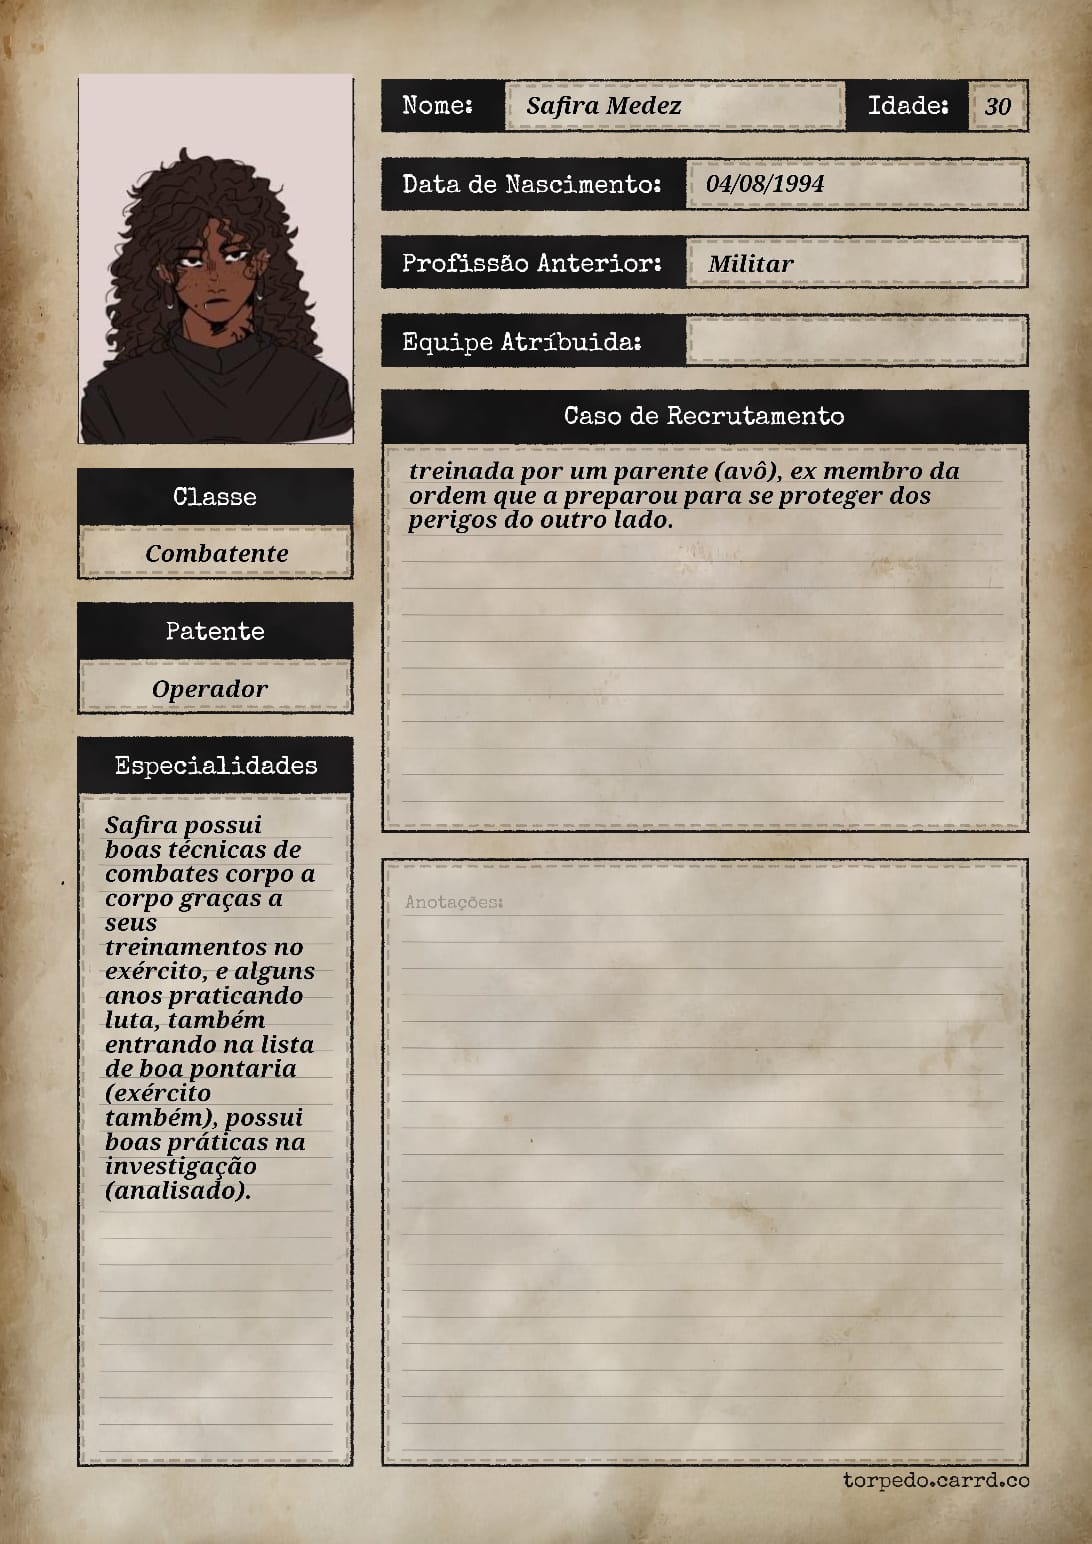 Nome: Safira Medez Idade: 30
Data de Nascimento: 04/08/1994
Profissão Anterior: Militar
Equipe Atríbuida:
Caso de Recrutamento
treinada por um parente (avô), ex membro da
ordem que a preparou para se proteger dos
perigos do outro lado.
Classe
Combatente
Patente
Operador
Especialidades
Safira possui
boas técnicas de
combates corpo a
corpo graças a
seus
treinamentos no
exército, e alguns
anos praticando
luta, também
entrando na lista
de boa pontaria
(exército
também), possui
boas práticas na
investigação
(analisado).
Anotações:
torpedo.carrd.co